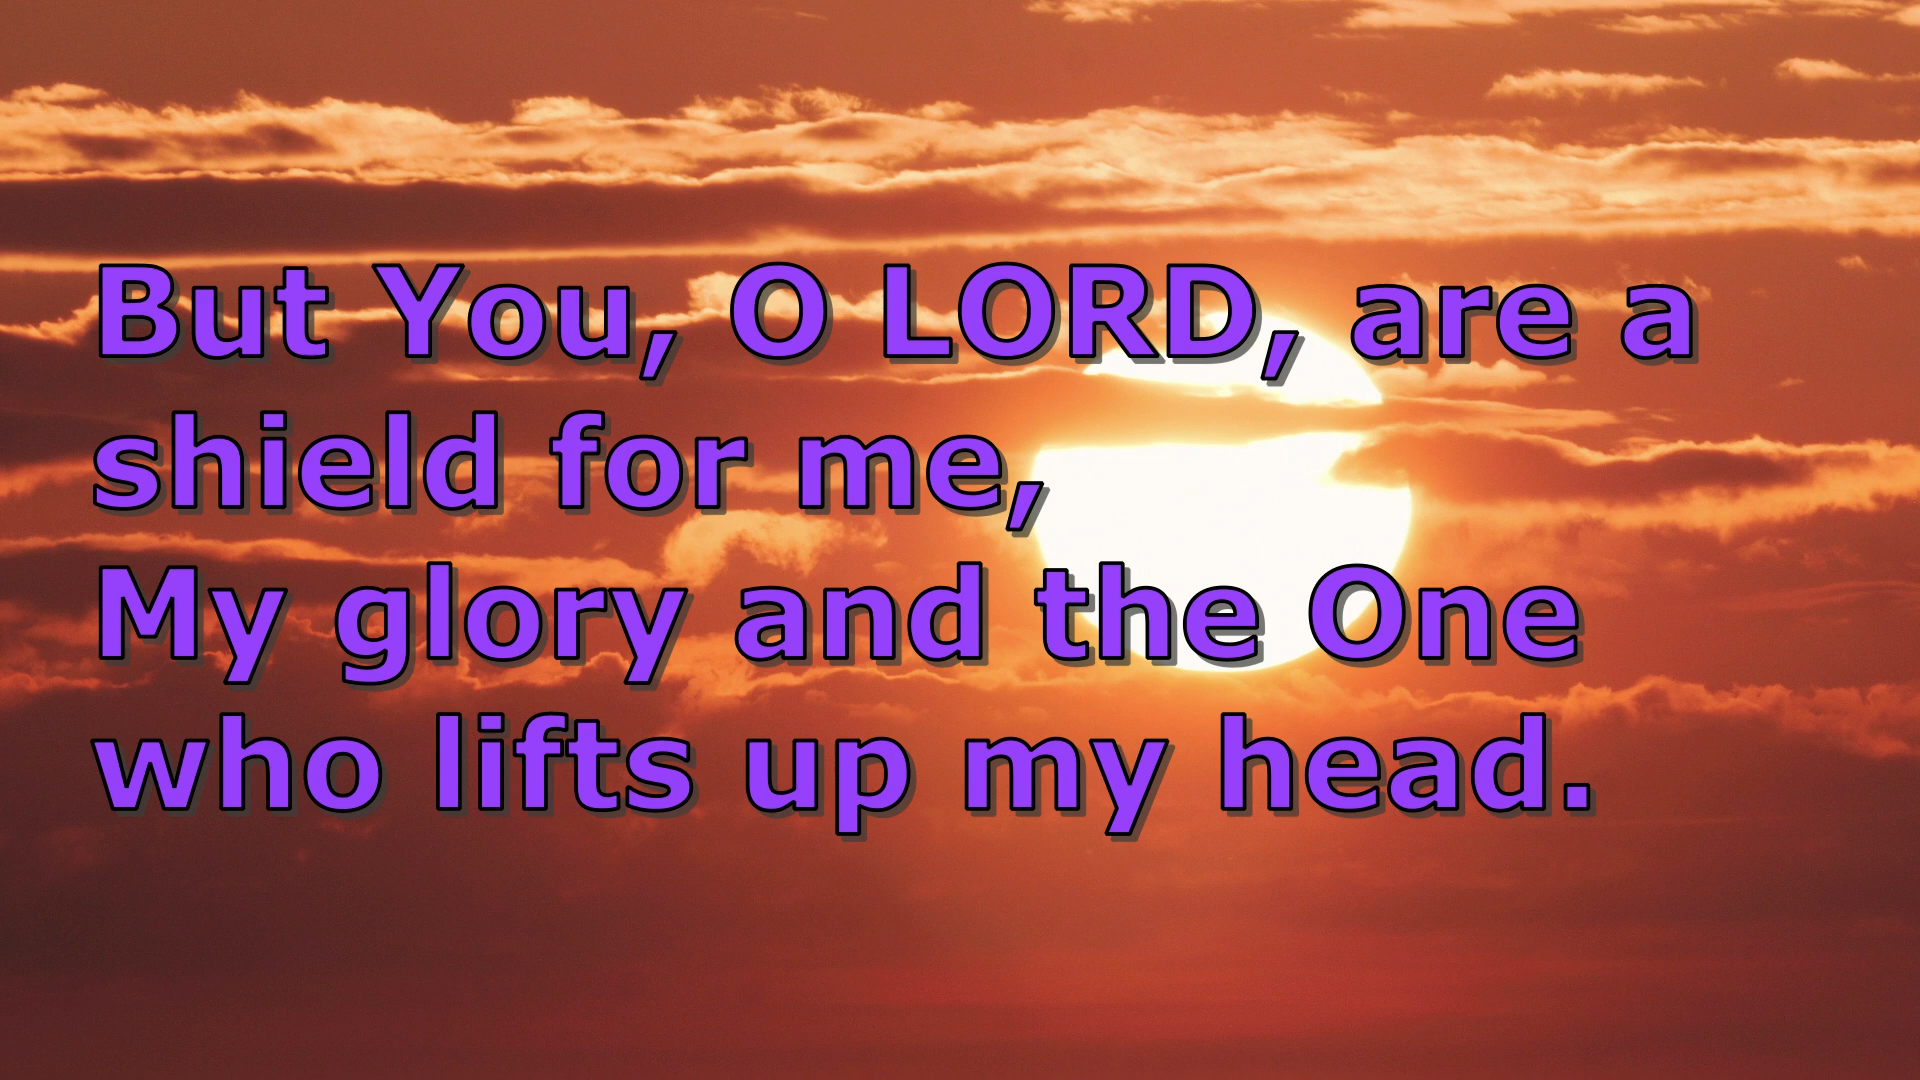 But You, O LORD, are a
shield for me,
My glory and the One
who lifts up my head.